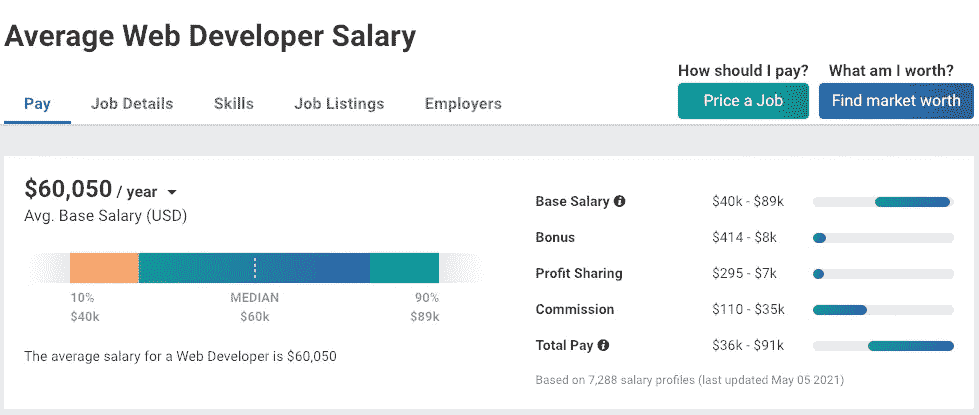 Average Web Developer Salary
How should I pay? What am I worth?
Pay Job Details Skills Job Listings Employers Price a Job Find market worth
$60,050 / year
Avg. Base Salary (USD)
10% MEDIAN 90%
$40k $60k $89k
The average salary for a Web Developer is $60,050
Base Salary $40k - $89k
Bonus $414 - $8k
Profit Sharing $295 - $7k
Commission $110 - $35k
Total Pay $36k - $91k
Based on 7,288 salary profiles (last updated May 05 2021)